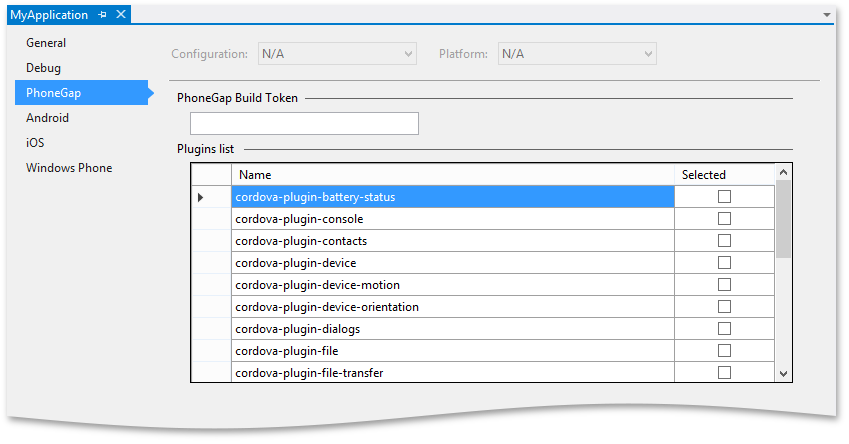 MyApplication
General
Debug
PhoneGap
Android
iOS
Windows Phone
Configuration: N/A Platform: N/A
PhoneGap Build Token
Plugins list
Name Selected
cordova-plugin-battery-status
cordova-plugin-console
cordova-plugin-contacts
cordova-plugin-device
cordova-plugin-device-motion
cordova-plugin-device-orientation
cordova-plugin-dialogs
cordova-plugin-file
cordova-plugin-file-transfer